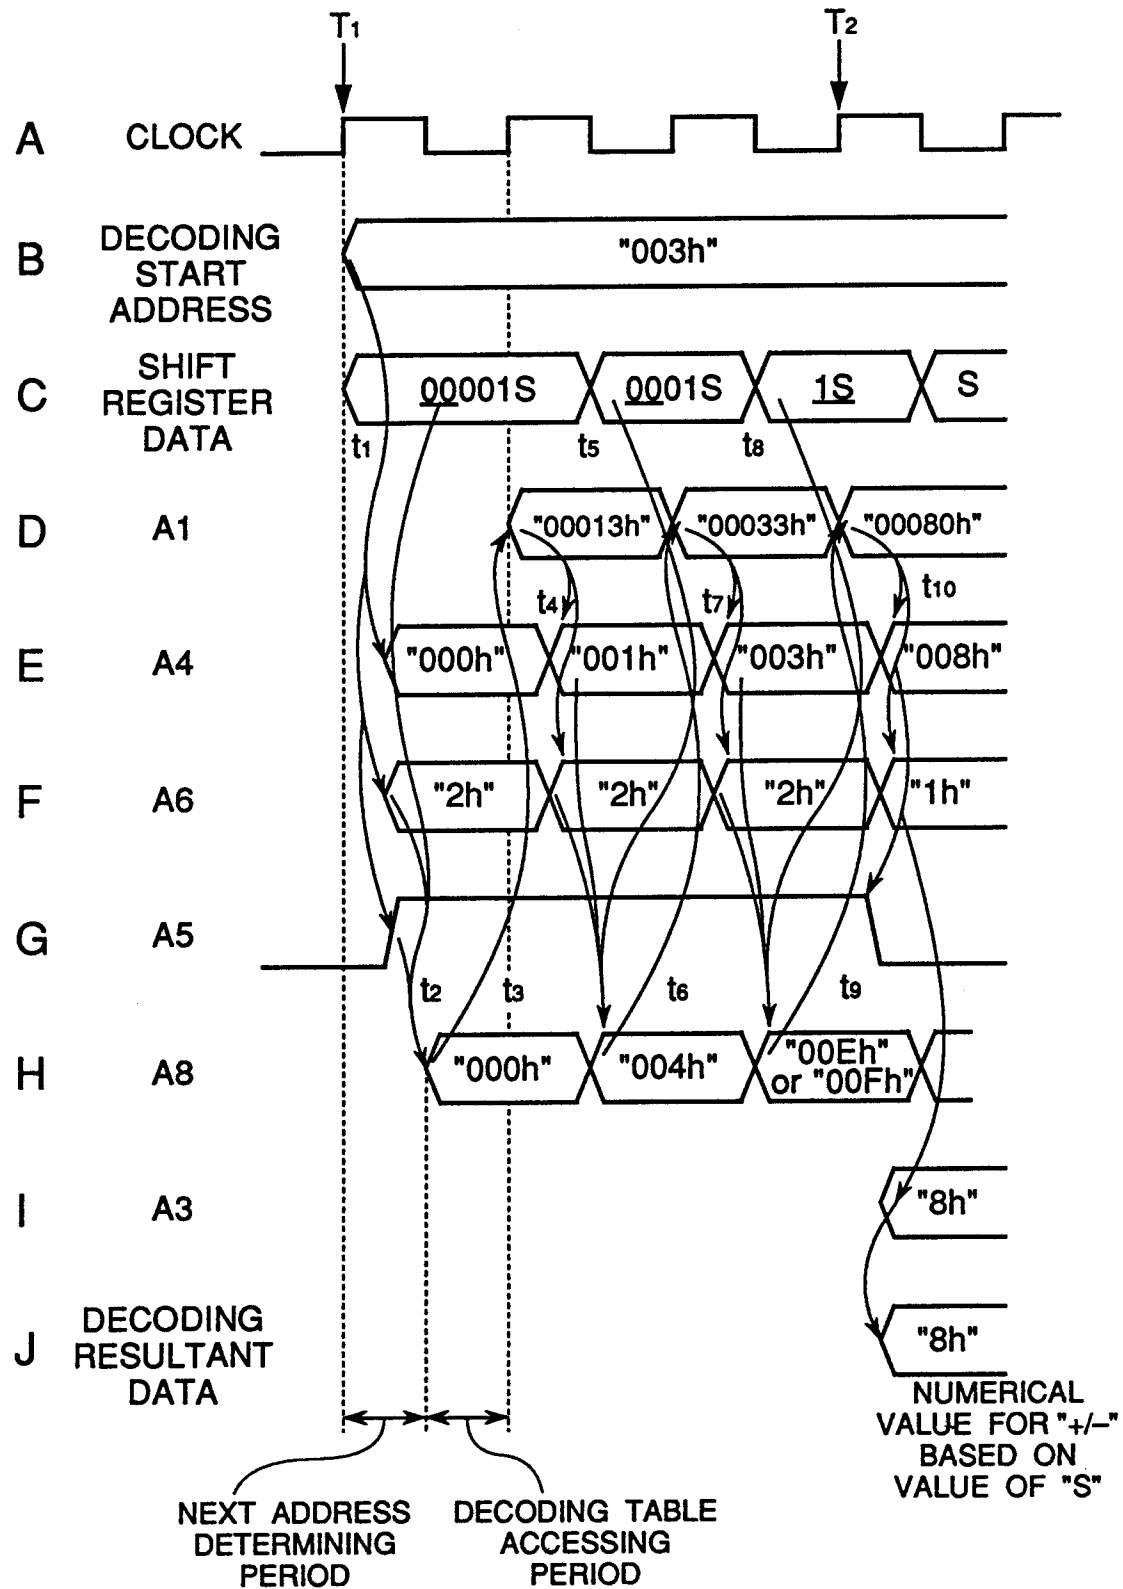 T1
T2
A CLOCK
B DECODING START ADDRESS
"003h"
C SHIFT REGISTER DATA
00001S
0001S
1S
S
t1
t5
t8
D A1
"00013h"
"00033h"
"00080h"
t4
t7
t10
E A4
"000h"
"001h"
"003h"
"008h"
F A6
"2h"
"2h"
"2h"
"1h"
G A5
t2
t3
t6
t9
H A8
"000h"
"004h"
"00Eh"
or "00Fh"
I A3
"8h"
J DECODING RESULTANT DATA
"8h"
NUMERICAL
VALUE FOR "+/–"
BASED ON
VALUE OF "S"
NEXT ADDRESS
DETERMINING
PERIOD
DECODING TABLE
ACCESSING
PERIOD